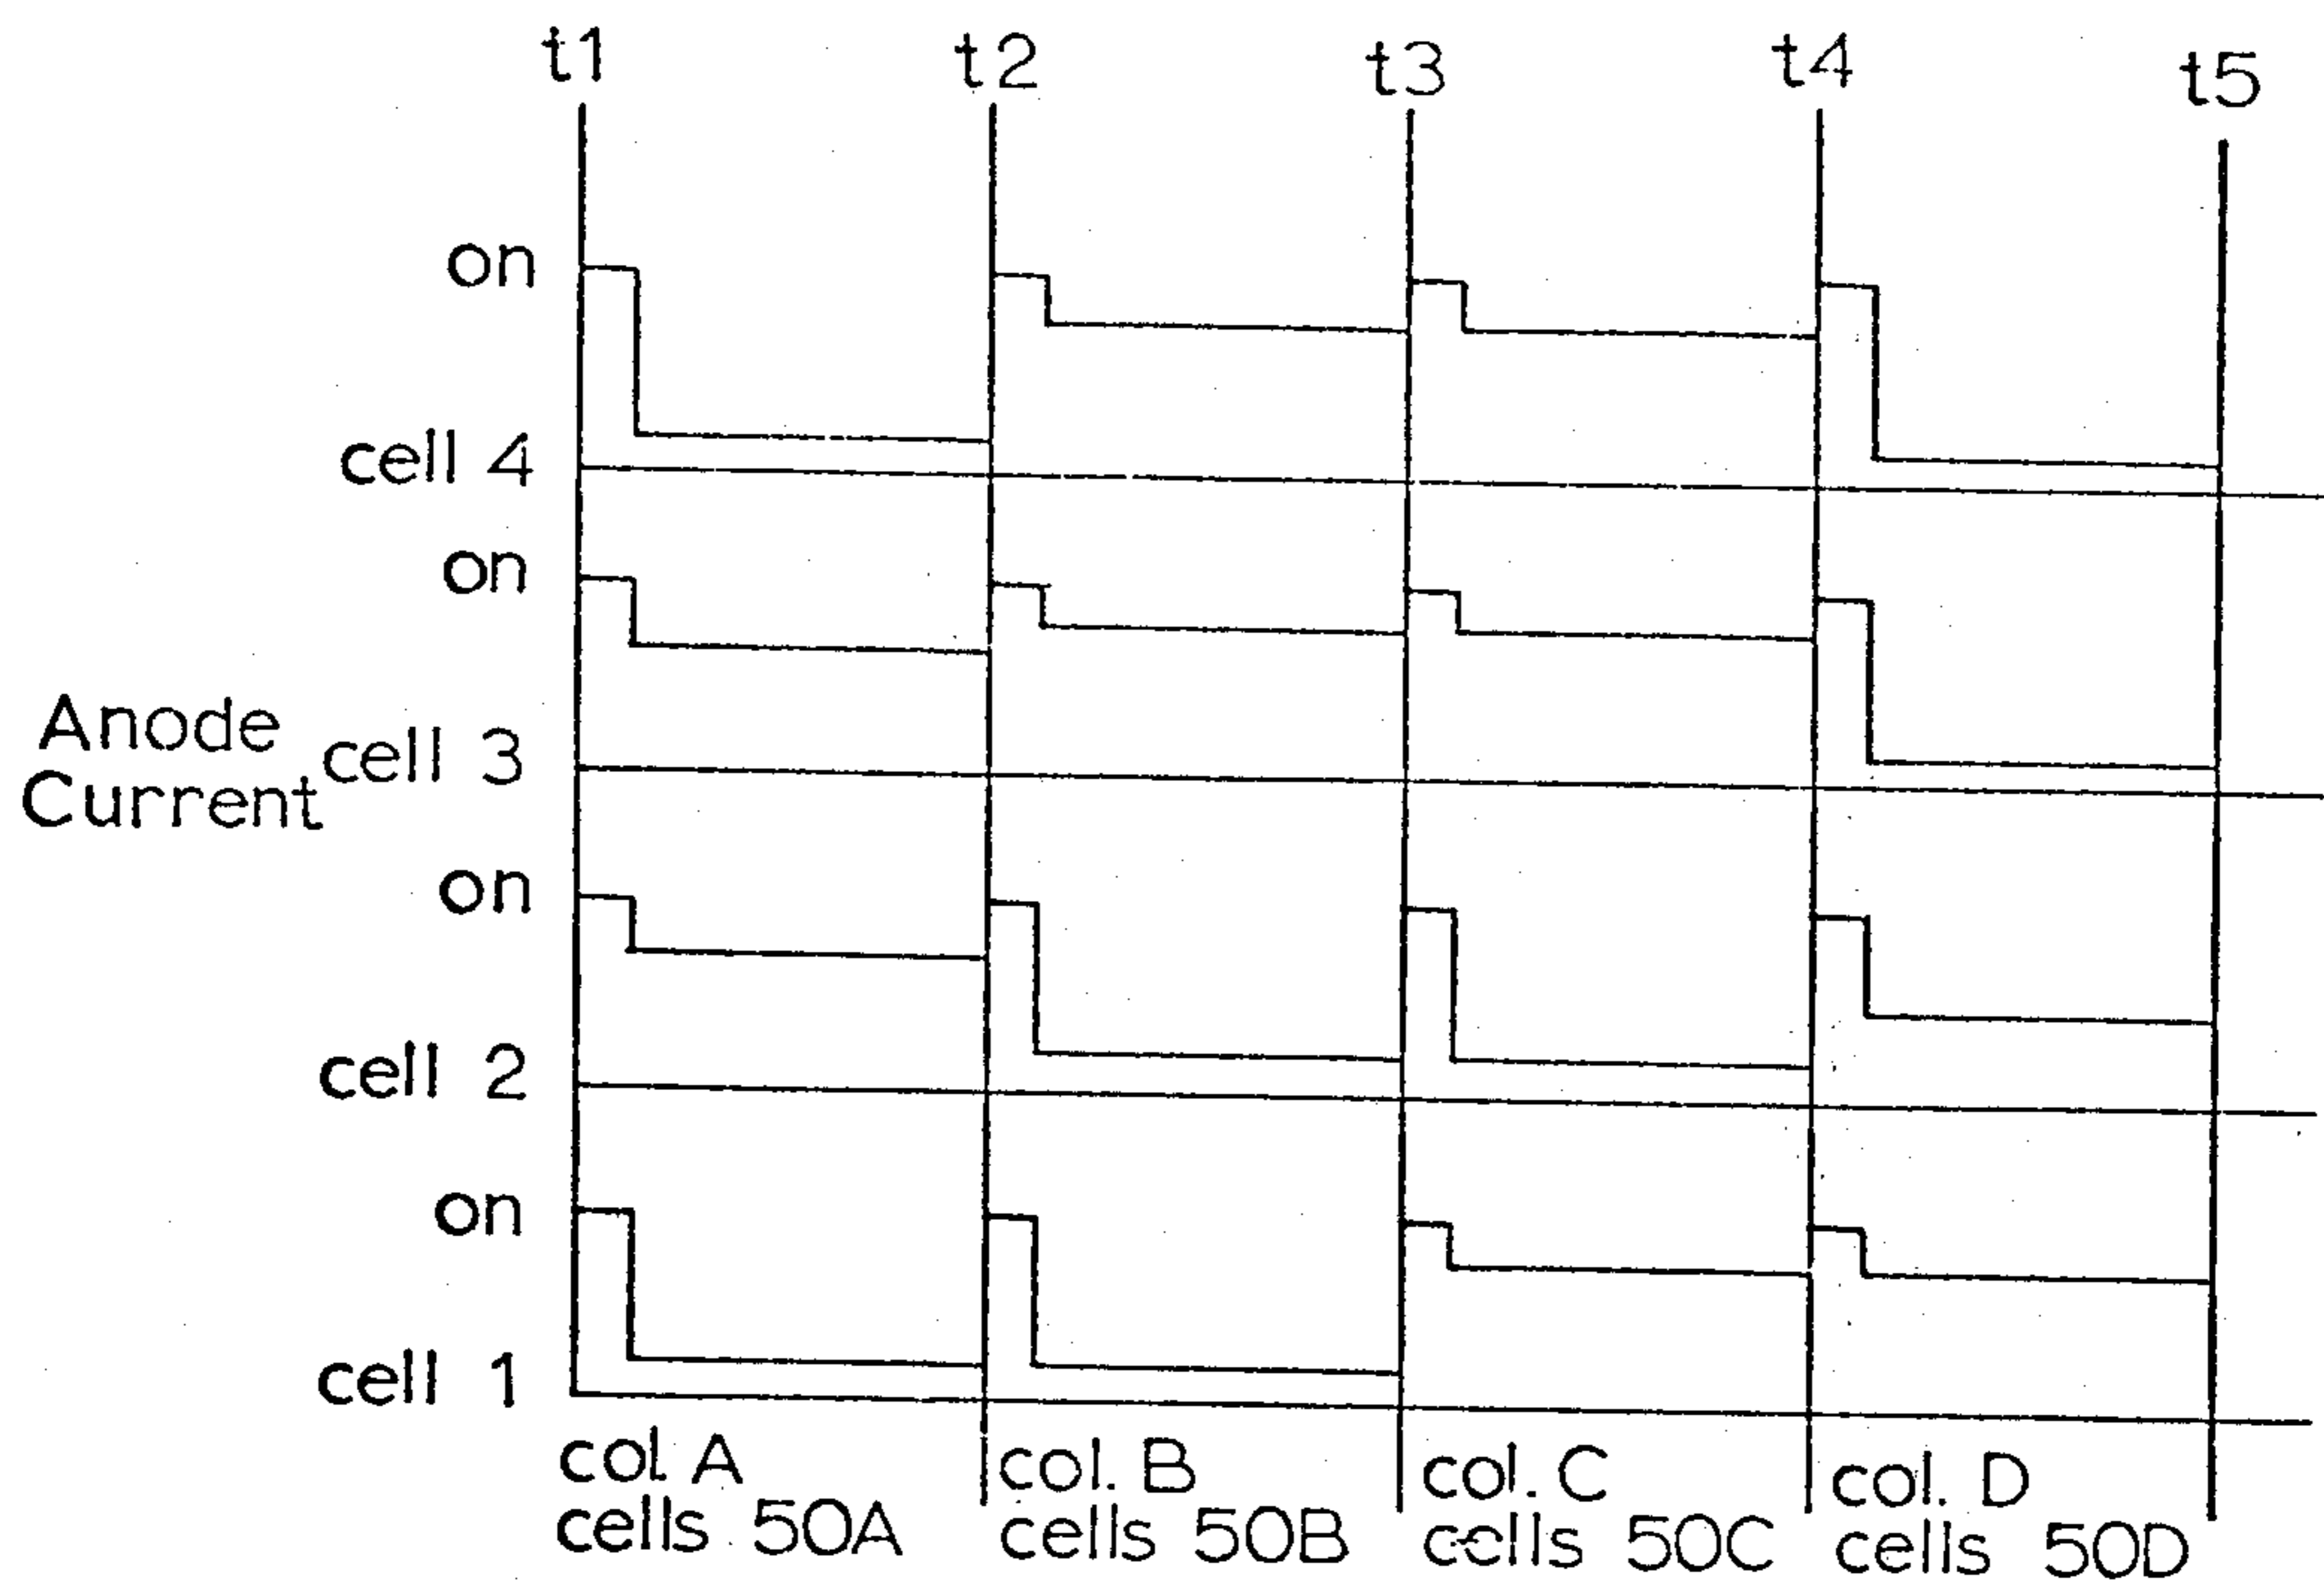 t1
t2
t3
t4
t5
on
cell 4
on
Anode
Current
cell 3
on
cell 2
on
cell 1
col. A
cells 50A
col. B
cells 50B
col. C
cells 50C
col. D
cells 50D